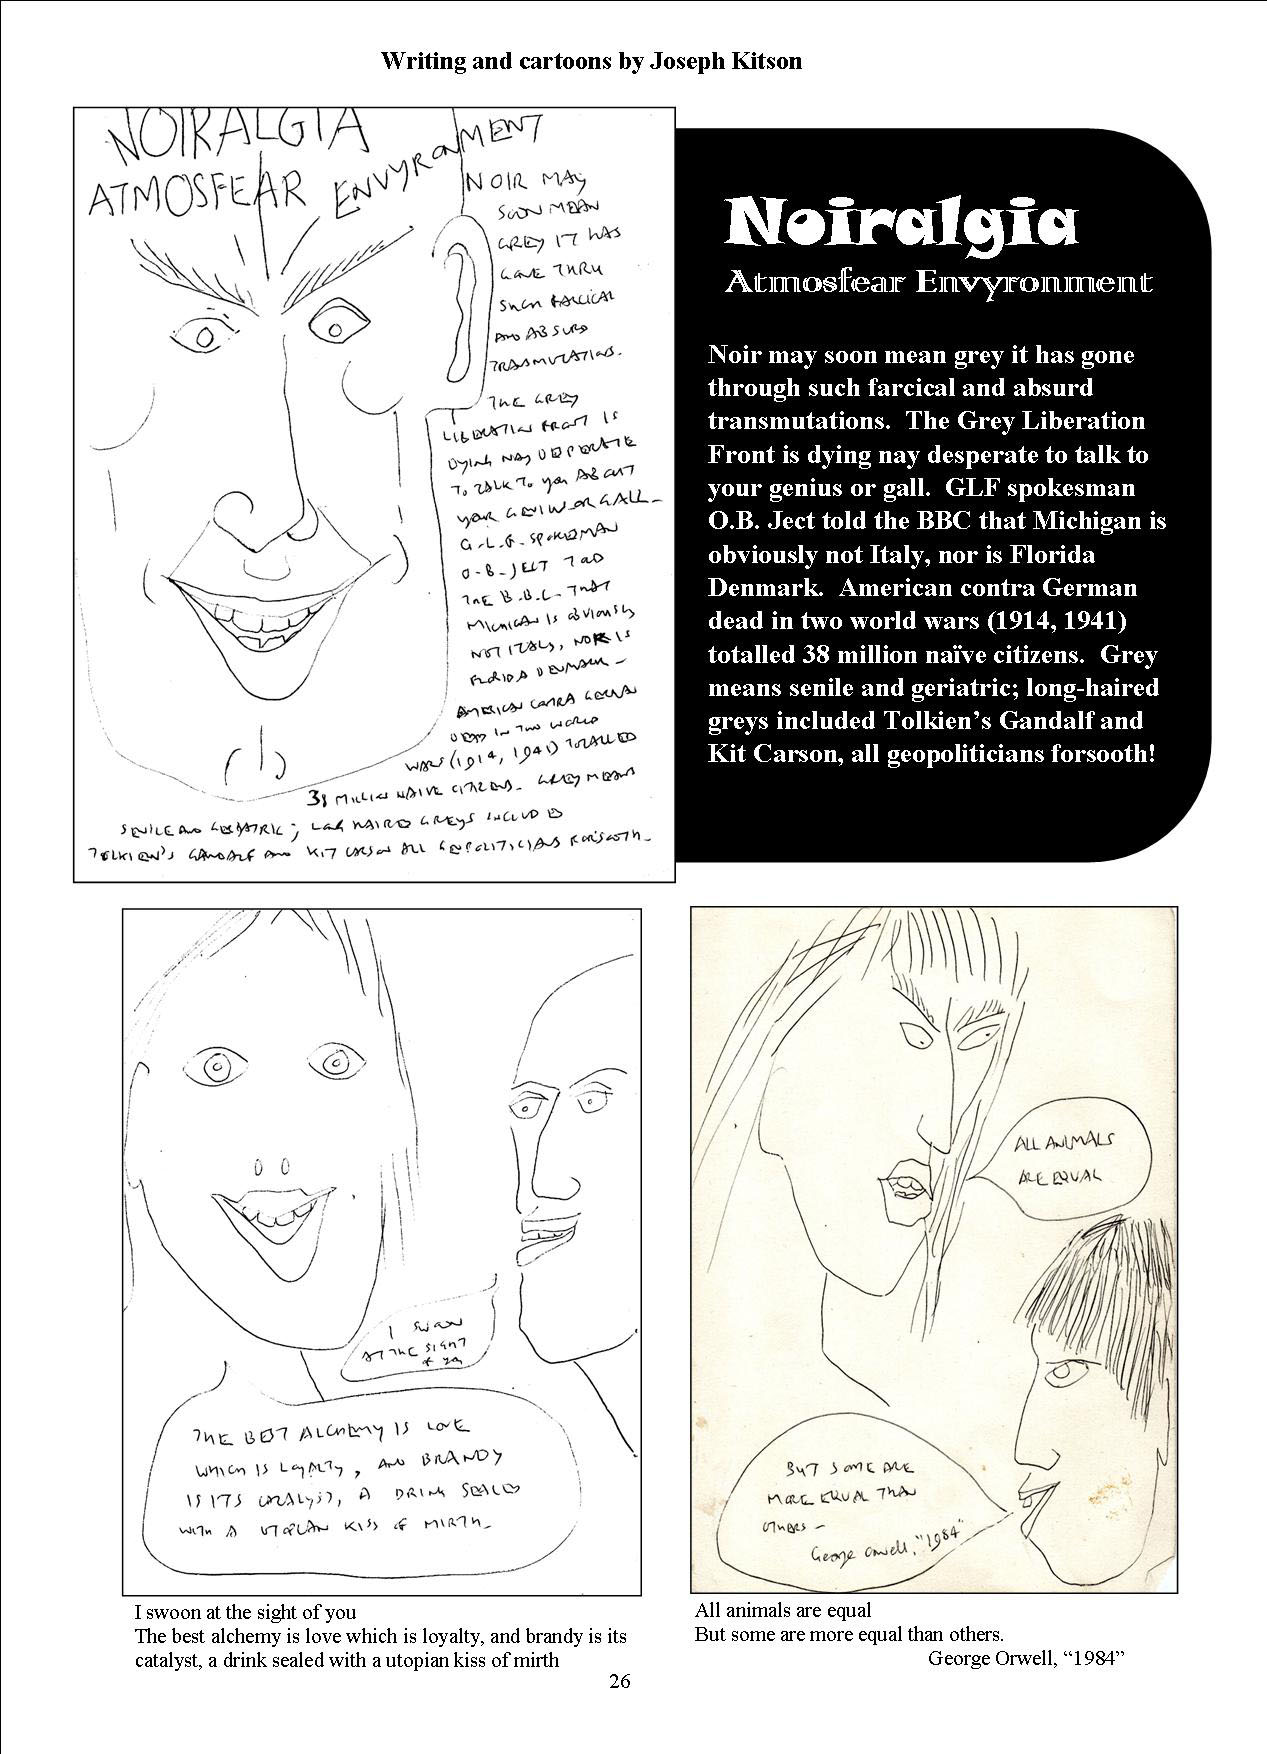 Writing and cartoons by Joseph Kitson
NOIRALGIA
ATMOSFEAR ENVYRONMENT
NOIR MAY
SOON MEAN
GREY IT HAS
GONE THRU
SUCH FARCICAL
AND ABSURD
TRASMUTATIONS.
THE GREY
LIBERATION FRONT IS
DYING NAY DESPERATE
TO TALK TO YOU ABOUT
YOUR GENIUS OR GALL -
G.L.F. SPOKESMAN
O.B. JECT TOLD
THE B.B.C. THAT
MICHIGAN IS OBVIOUSLY
NOT ITALY, NOR IS
FLORIDA DENMARK -
AMERICAN CONTRA GERMAN
DEAD IN TWO WORLD
WARS (1914, 1941) TOTALLED
38 MILLION NAIVE CITIZENS. GREY MEANS
SENILE AND GERIATRIC; LONG HAIRED GREYS INCLUDED
TOLKIEN'S GANDALF AND KIT CARSON ALL GEOPOLITICIANS FORSOOTH -
Noiralgia
Atmosfear Envyronment
Noir may soon mean grey it has gone
through such farcical and absurd
transmutations. The Grey Liberation
Front is dying nay desperate to talk to
your genius or gall. GLF spokesman
O.B. Ject told the BBC that Michigan is
obviously not Italy, nor is Florida
Denmark. American contra German
dead in two world wars (1914, 1941)
totalled 38 million naïve citizens. Grey
means senile and geriatric; long-haired
greys included Tolkien’s Gandalf and
Kit Carson, all geopoliticians forsooth!
I SWOON
AT THE SIGHT
of you
THE BEST ALCHEMY IS LOVE
WHICH IS LOYALTY, AND BRANDY
IS ITS CATALYST, A DRINK SEALED
WITH A UTOPIAN KISS OF MIRTH -
ALL ANIMALS
ARE EQUAL
BUT SOME ARE
MORE EQUAL THAN
OTHERS -
George Orwell, "1984"
I swoon at the sight of you
The best alchemy is love which is loyalty, and brandy is its
catalyst, a drink sealed with a utopian kiss of mirth
All animals are equal
But some are more equal than others.
George Orwell, “1984”
26